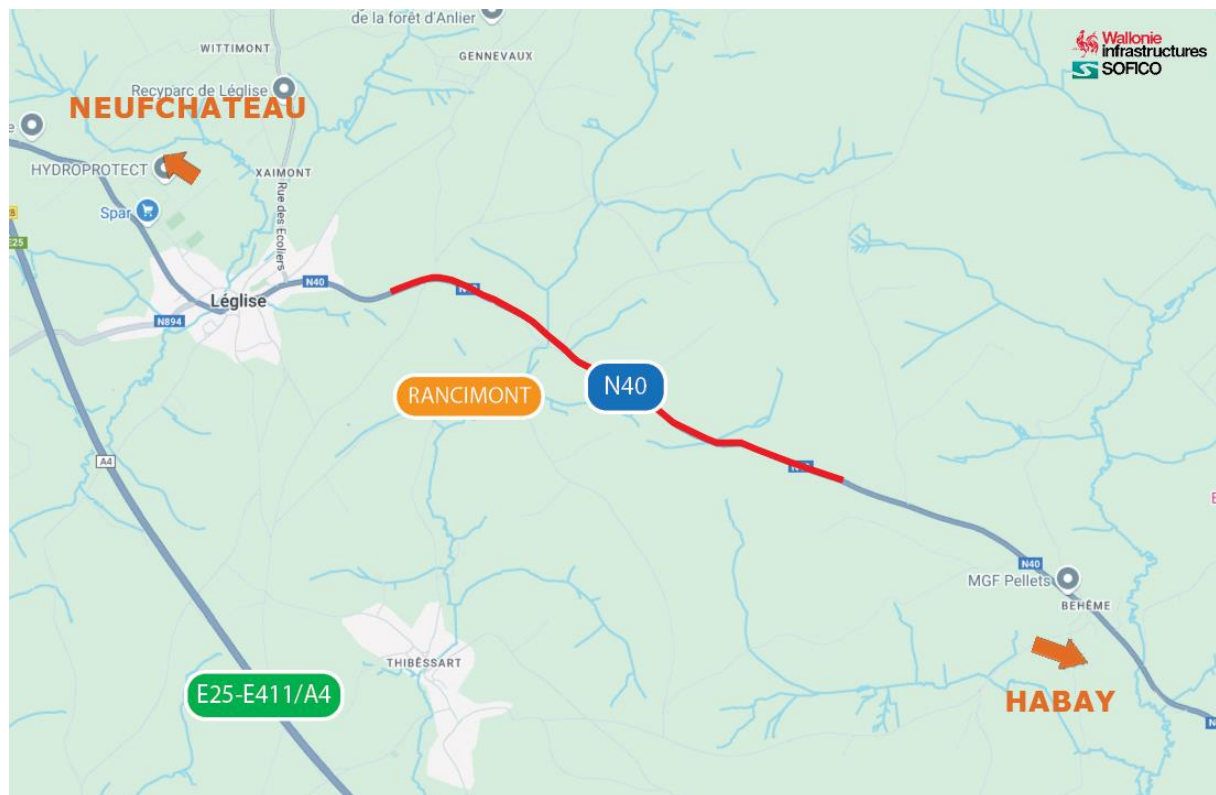 de la forêt d'Anlier
WITTIMONT
GENNEVAUX
Wallonie
infrastructures
SOFICO
Recyparc de Léglise
NEUFCHATEAU
HYDROPROTECT
XAIMONT
Rue des Ecoliers
Spar
E25
N40
Léglise
N894
RANCIMONT
N40
A4
N40
MGF Pellets
BEHÊME
THIBÊSSART
E25-E411/A4
HABAY